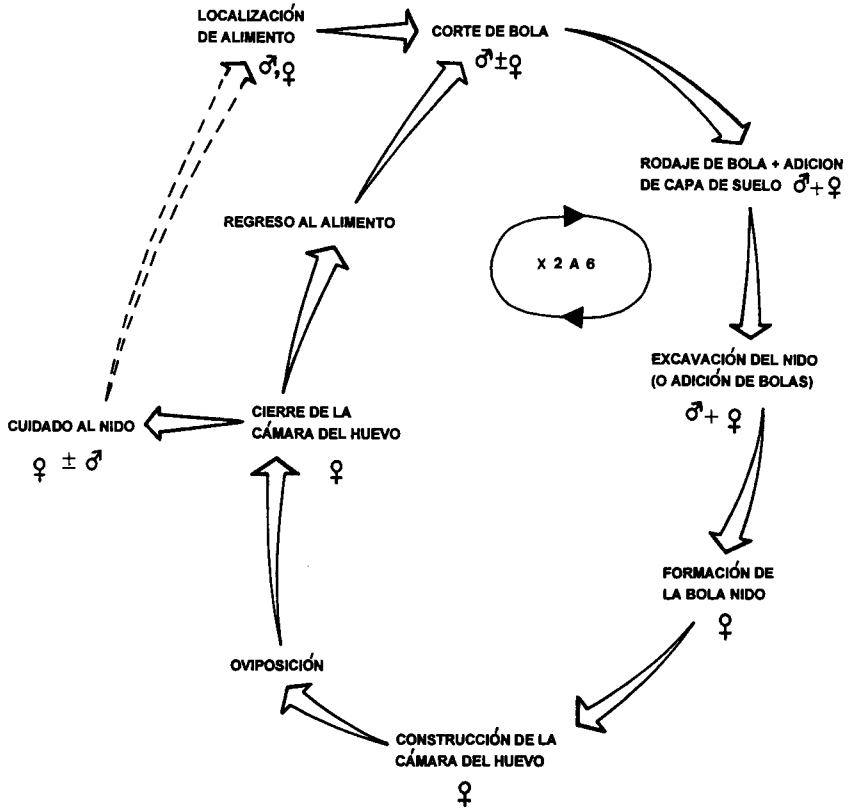 LOCALIZACIÓN
DE ALIMENTO
♂,♀
CORTE DE BOLA
♂±♀
RODAJE DE BOLA + ADICION
DE CAPA DE SUELO ♂+♀
REGRESO AL ALIMENTO
X 2 A 6
EXCAVACIÓN DEL NIDO
(O ADICIÓN DE BOLAS)
♂+♀
CIERRE DE LA
CÁMARA DEL HUEVO
♀
CUIDADO AL NIDO
♀ ± ♂
FORMACIÓN DE
LA BOLA NIDO
♀
OVIPOSICIÓN
CONSTRUCCIÓN DE LA
CÁMARA DEL HUEVO
♀